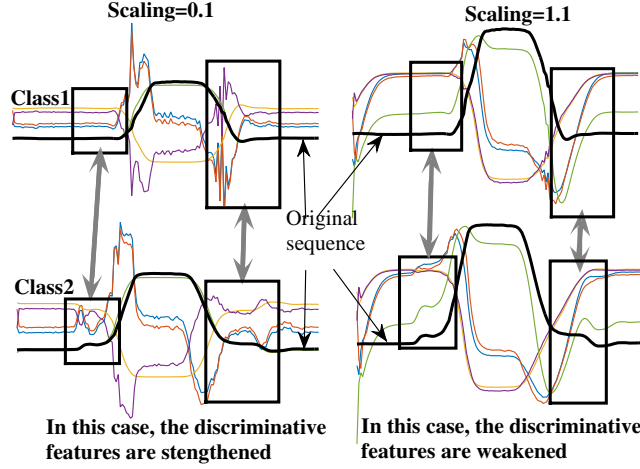 Scaling=0.1
Scaling=1.1
Class1
Original
sequence
Class2
In this case, the discriminative
features are stengthened
In this case, the discriminative
features are weakened